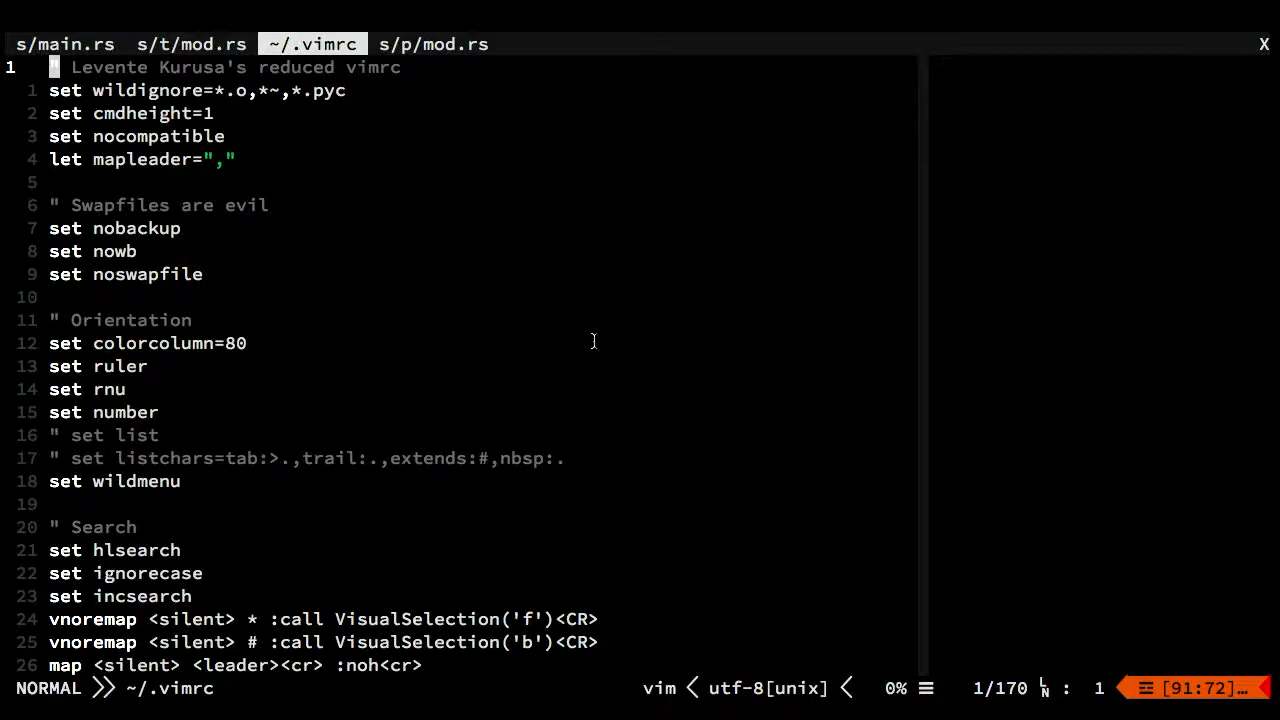 s/main.rs s/t/mod.rs ~/.vimrc s/p/mod.rs X
1 " Levente Kurusa's reduced vimrc
1 set wildignore=*.o,*~,*.pyc
2 set cmdheight=1
3 set nocompatible
4 let mapleader=","
5
6 " Swapfiles are evil
7 set nobackup
8 set nowb
9 set noswapfile
10
11 " Orientation
12 set colorcolumn=80
13 set ruler
14 set rnu
15 set number
16 " set list
17 " set listchars=tab:>.,trail:.,extends:#,nbsp:.
18 set wildmenu
19
20 " Search
21 set hlsearch
22 set ignorecase
23 set incsearch
24 vnoremap <silent> * :call VisualSelection('f')<CR>
25 vnoremap <silent> # :call VisualSelection('b')<CR>
26 map <silent> <leader><cr> :noh<cr>
NORMAL ~/.vimrc vim utf-8[unix] 0% ☰ 1/170 LN : 1 ☲ [91:72]…